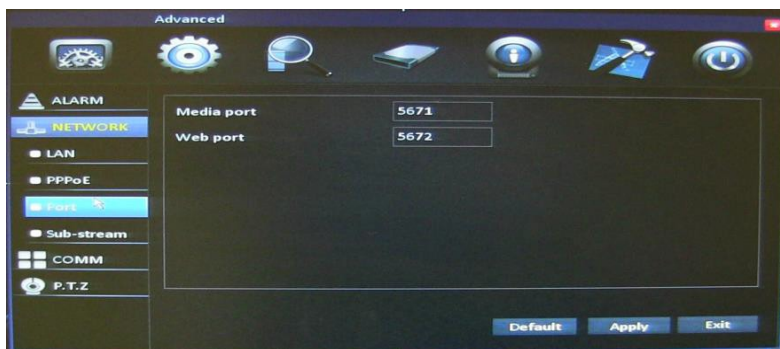 Advanced
ALARM
NETWORK
LAN
PPPoE
Port
Sub-stream
COMM
P.T.Z
Media port 5671
Web port 5672
Default Apply Exit